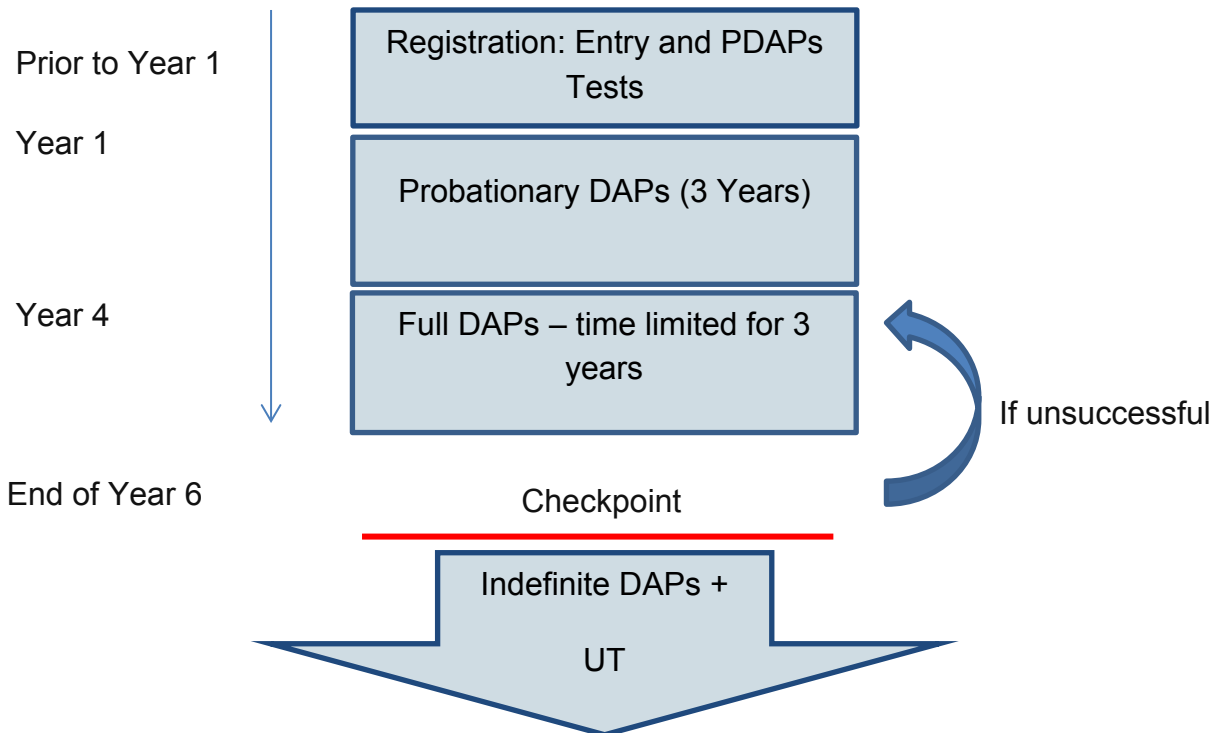 Prior to Year 1
Registration: Entry and PDAPs
Tests
Year 1
Probationary DAPs (3 Years)
Year 4
Full DAPs – time limited for 3
years
If unsuccessful
End of Year 6
Checkpoint
Indefinite DAPs +
UT